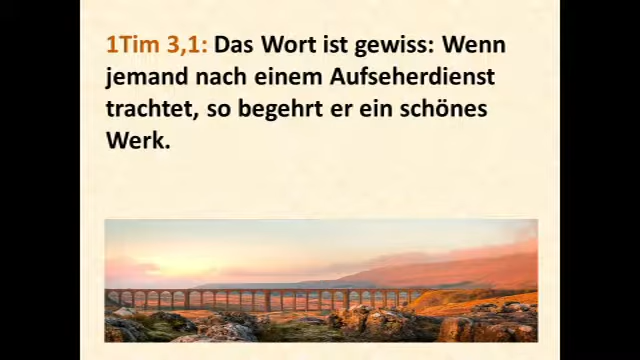 1Tim 3,1: Das Wort ist gewiss: Wenn
jemand nach einem Aufseherdienst
trachtet, so begehrt er ein schönes
Werk.